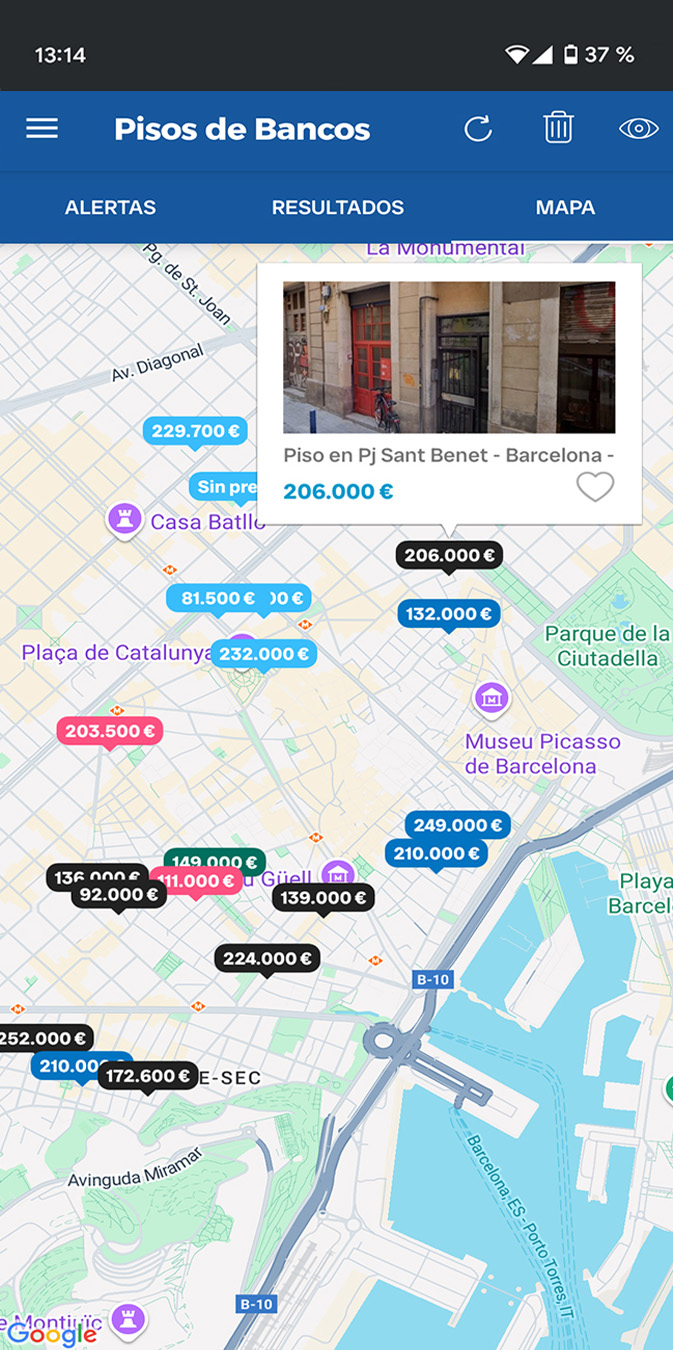 13:14
37 %
Pisos de Bancos
ALERTAS
RESULTADOS
MAPA
La Monumental
Pg. de St. Joan
Av. Diagonal
Piso en Pj Sant Benet - Barcelona -
206.000 €
229.700 €
Sin pre
Casa Batlló
206.000 €
81.500 €
00 €
132.000 €
Parque de la
Ciutadella
Plaça de Catalunya
232.000 €
203.500 €
Museu Picasso
de Barcelona
249.000 €
210.000 €
149.000 €
136.000 €
111.000 €
Güell
92.000 €
139.000 €
Playa
Barcel
224.000 €
B-10
252.000 €
210.00
172.600 €
E-SEC
Avinguda Miramar
Barcelona, ES - Porto Torres, IT
B-10
e Montjuïc
Google